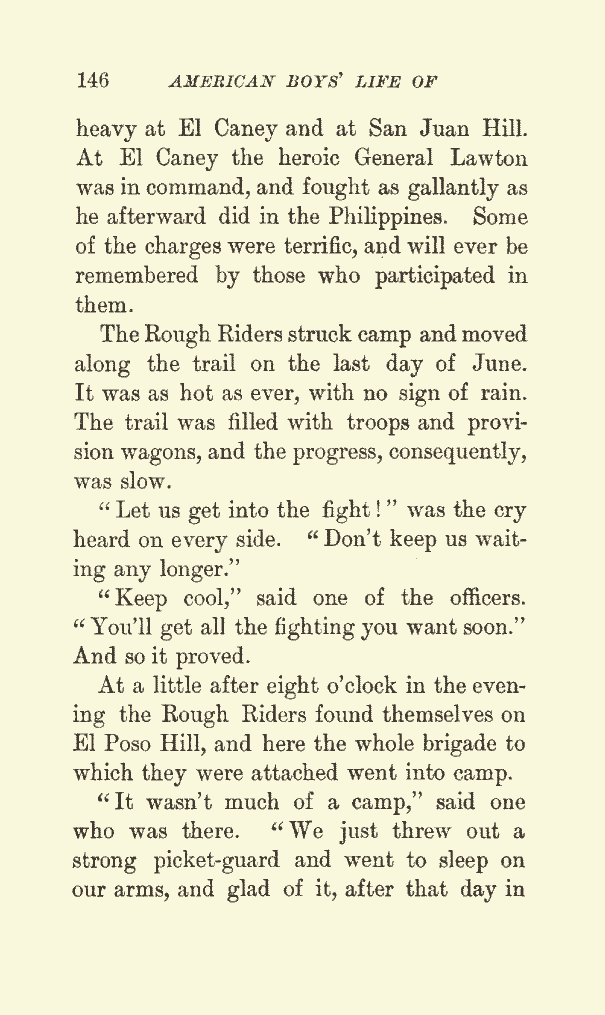 146 AMERICAN BOYS' LIFE OF
heavy at El Caney and at San Juan Hill.
At El Caney the heroic General Lawton
was in command, and fought as gallantly as
he afterward did in the Philippines. Some
of the charges were terrific, and will ever be
remembered by those who participated in
them.
The Rough Riders struck camp and moved
along the trail on the last day of June.
It was as hot as ever, with no sign of rain.
The trail was filled with troops and provi-
sion wagons, and the progress, consequently,
was slow.
"Let us get into the fight!" was the cry
heard on every side. "Don't keep us wait-
ing any longer."
"Keep cool," said one of the officers.
"You'll get all the fighting you want soon."
And so it proved.
At a little after eight o'clock in the even-
ing the Rough Riders found themselves on
El Poso Hill, and here the whole brigade to
which they were attached went into camp.
"It wasn't much of a camp," said one
who was there. "We just threw out a
strong picket-guard and went to sleep on
our arms, and glad of it, after that day in